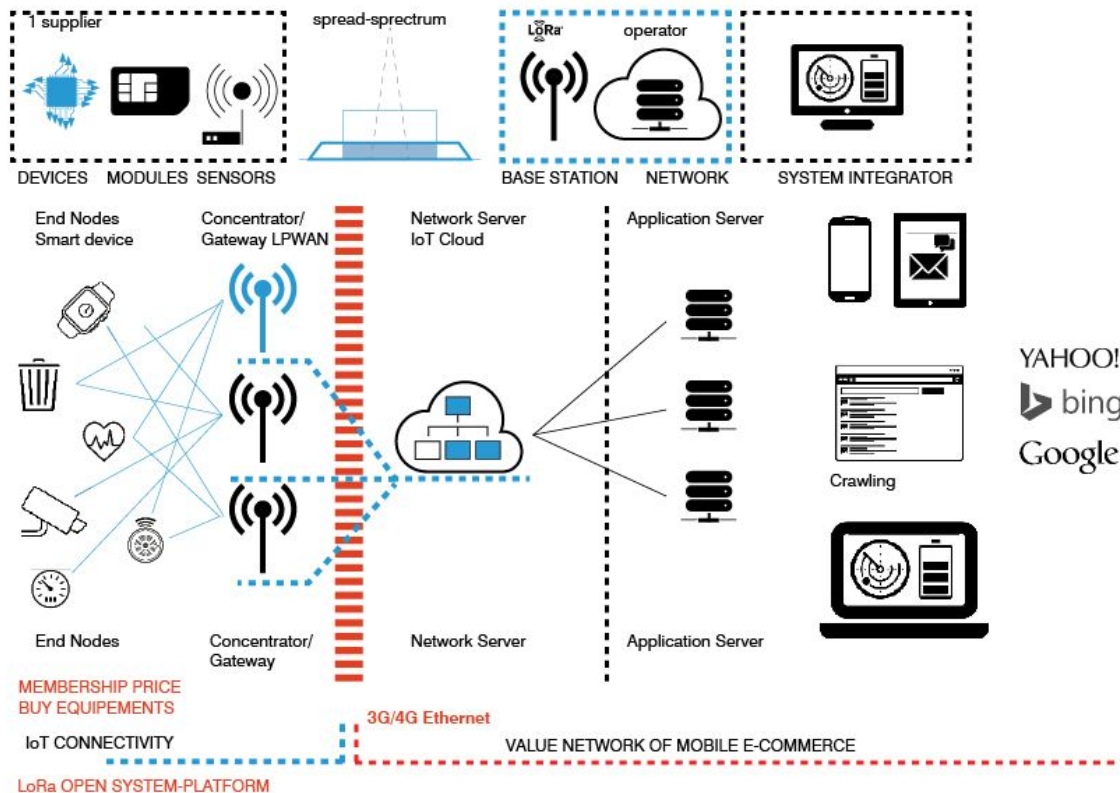 1 supplier
spread-sprectrum
LoRa
operator
DEVICES
MODULES
SENSORS
BASE STATION
NETWORK
SYSTEM INTEGRATOR
End Nodes
Smart device
Concentrator/
Gateway LPWAN
Network Server
IoT Cloud
Application Server
YAHOO!
bing
Google
Crawling
End Nodes
Concentrator/
Gateway
Network Server
Application Server
MEMBERSHIP PRICE
BUY EQUIPEMENTS
3G/4G Ethernet
IoT CONNECTIVITY
VALUE NETWORK OF MOBILE E-COMMERCE
LoRa OPEN SYSTEM-PLATFORM